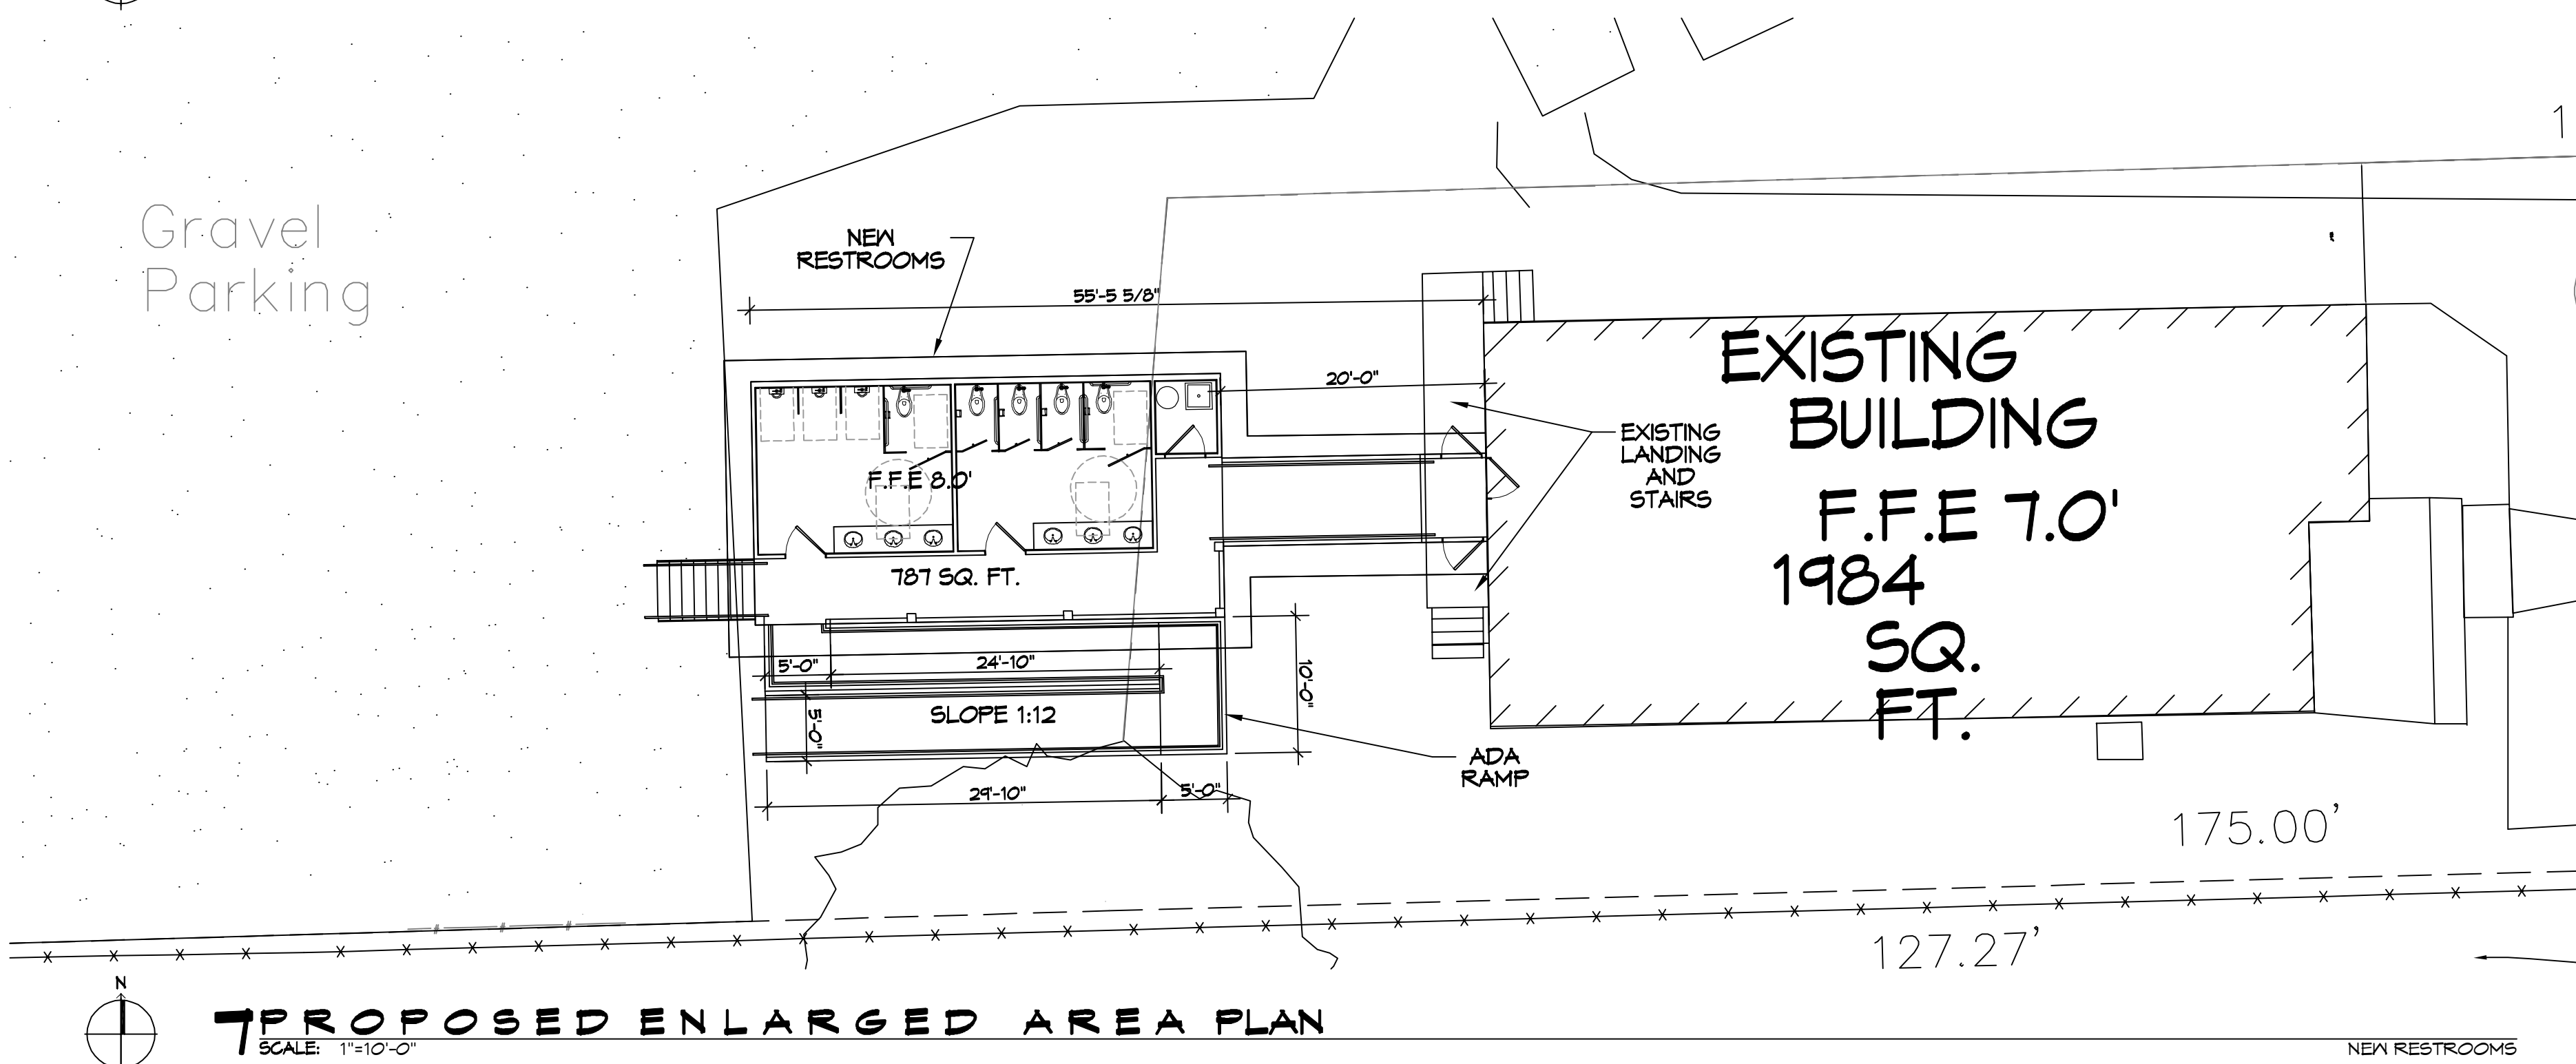 1
Gravel
Parking
NEW
RESTROOMS
55'-5 5/8"
20'-0"
EXISTING
BUILDING
F.F.E 7.0'
1984
SQ.
FT.
EXISTING
LANDING
AND
STAIRS
F.F.E 8.0'
787 SQ. FT.
5'-0"
24'-10"
10'-0"
5'-0"
SLOPE 1:12
ADA
RAMP
29'-10"
5'-0"
175.00'
127.27'
N
7 PROPOSED ENLARGED AREA PLAN
SCALE: 1"=10'-0"
NEW RESTROOMS